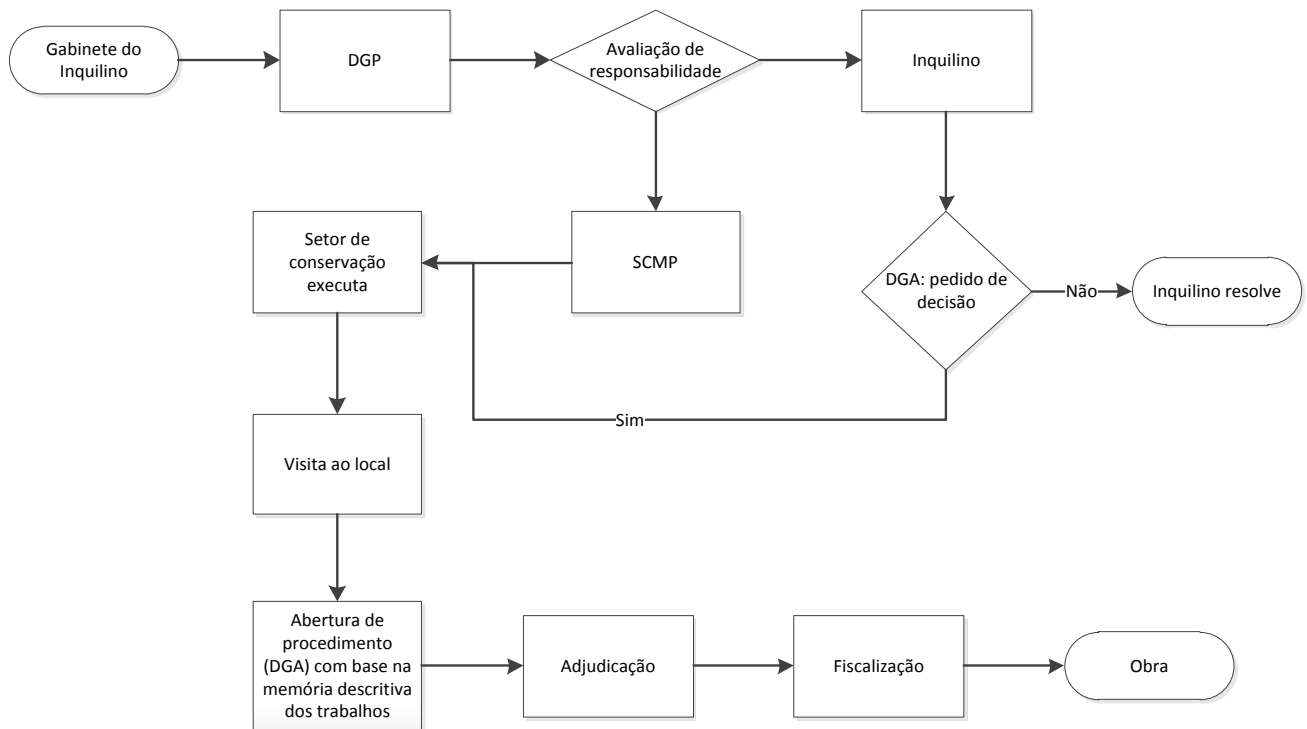 Gabinete do
Inquilino
DGP
Avaliação de
responsabilidade
Inquilino
Setor de
conservação
executa
SCMP
DGA: pedido de
decisão
Não
Inquilino resolve
Sim
Visita ao local
Abertura de
procedimento
(DGA) com base na
memória descritiva
dos trabalhos
Adjudicação
Fiscalização
Obra